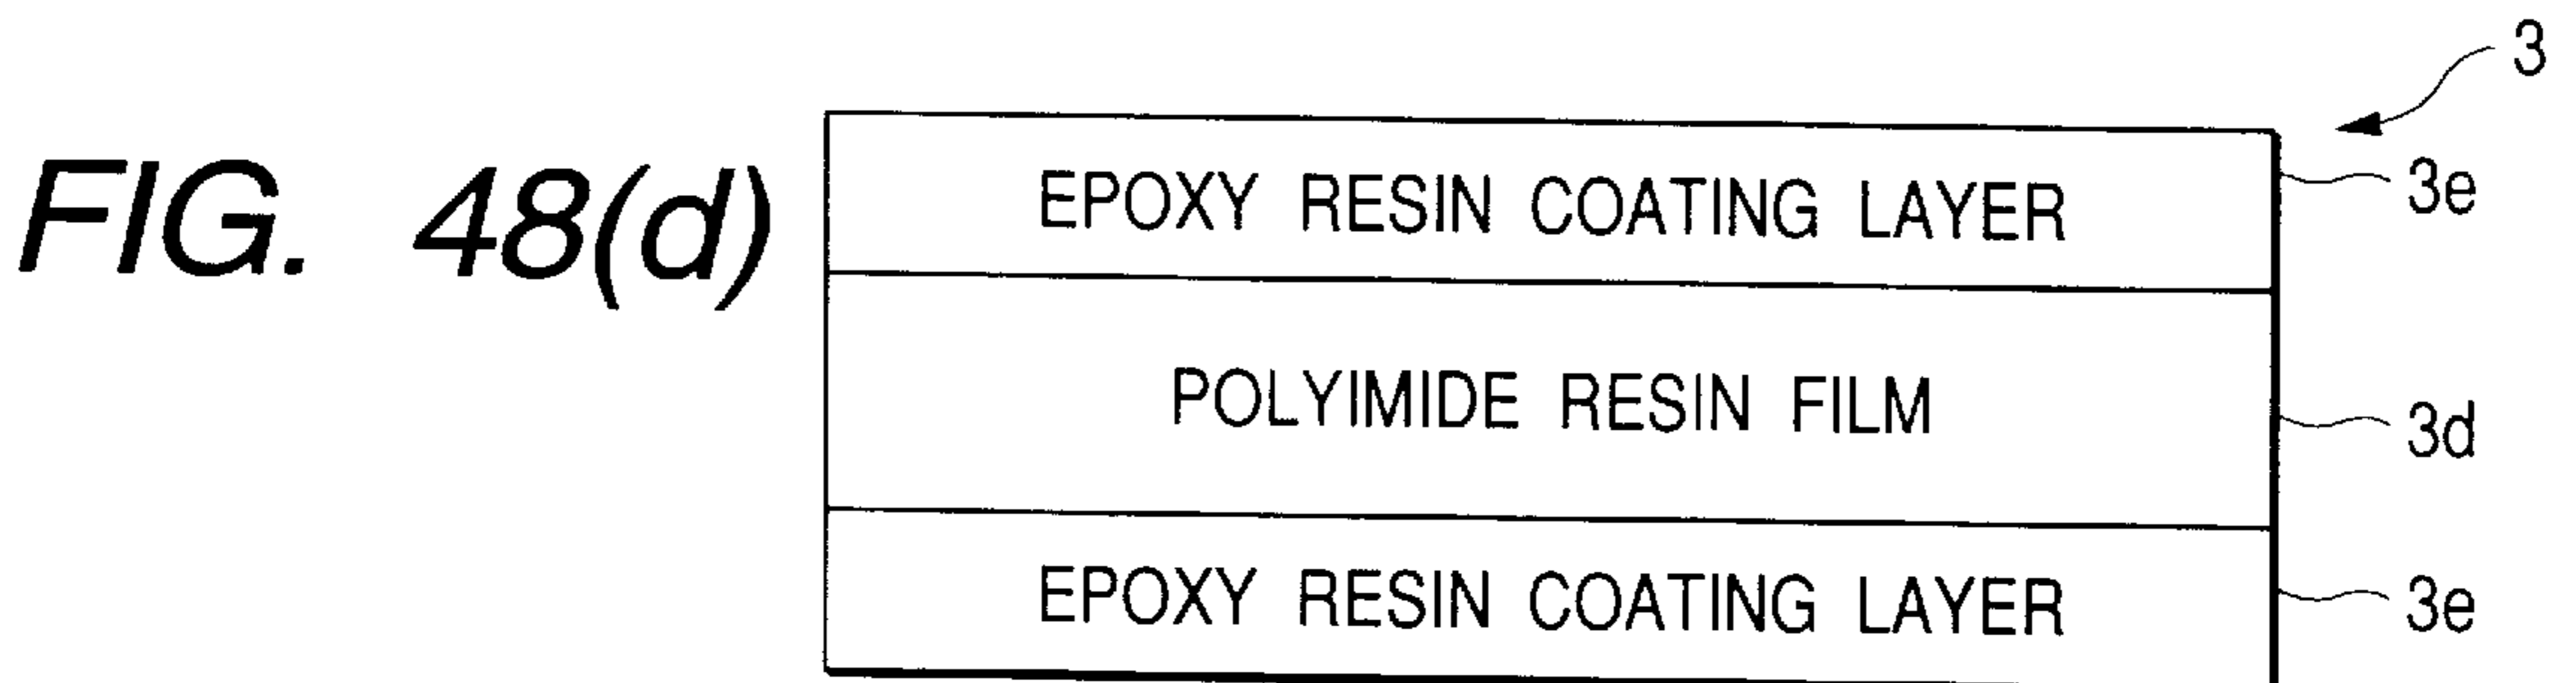 3
FIG. 48(d)
EPOXY RESIN COATING LAYER
3e
POLYIMIDE RESIN FILM
3d
EPOXY RESIN COATING LAYER
3e